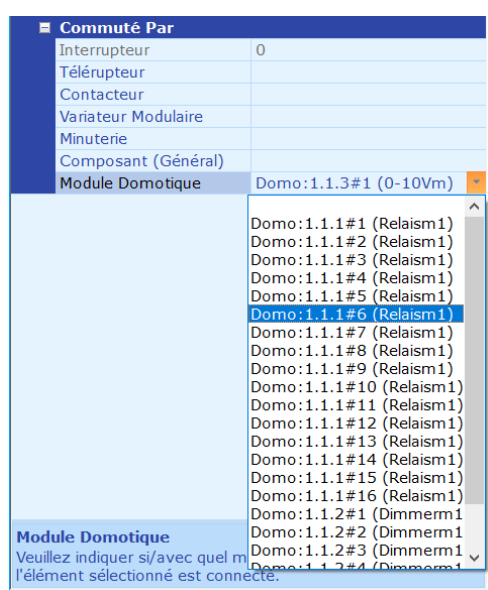 Commuté Par
Interrupteur 0
Télérupteur
Contacteur
Variateur Modulaire
Minuterie
Composant (Général)
Module Domotique Domo:1.1.3#1 (0-10Vm)
Domo:1.1.1#1 (Relaism1)
Domo:1.1.1#2 (Relaism1)
Domo:1.1.1#3 (Relaism1)
Domo:1.1.1#4 (Relaism1)
Domo:1.1.1#5 (Relaism1)
Domo:1.1.1#6 (Relaism1)
Domo:1.1.1#7 (Relaism1)
Domo:1.1.1#8 (Relaism1)
Domo:1.1.1#9 (Relaism1)
Domo:1.1.1#10 (Relaism1)
Domo:1.1.1#11 (Relaism1)
Domo:1.1.1#12 (Relaism1)
Domo:1.1.1#13 (Relaism1)
Domo:1.1.1#14 (Relaism1)
Domo:1.1.1#15 (Relaism1)
Domo:1.1.1#16 (Relaism1)
Domo:1.1.2#1 (Dimmerm1
Domo:1.1.2#2 (Dimmerm1
Domo:1.1.2#3 (Dimmerm1
Domo:1.1.2#4 (Dimmerm1
Module Domotique
Veuillez indiquer si/avec quel m
l'élément sélectionné est connecté.